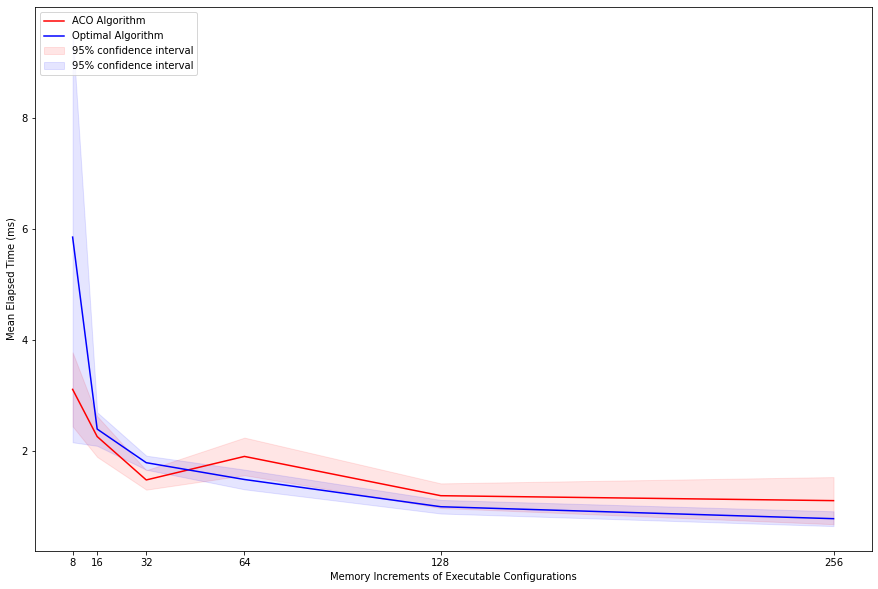 ACO Algorithm
Optimal Algorithm
95% confidence interval
95% confidence interval
8
6
4
2
Mean Elapsed Time (ms)
8 16 32 64 128 256
Memory Increments of Executable Configurations